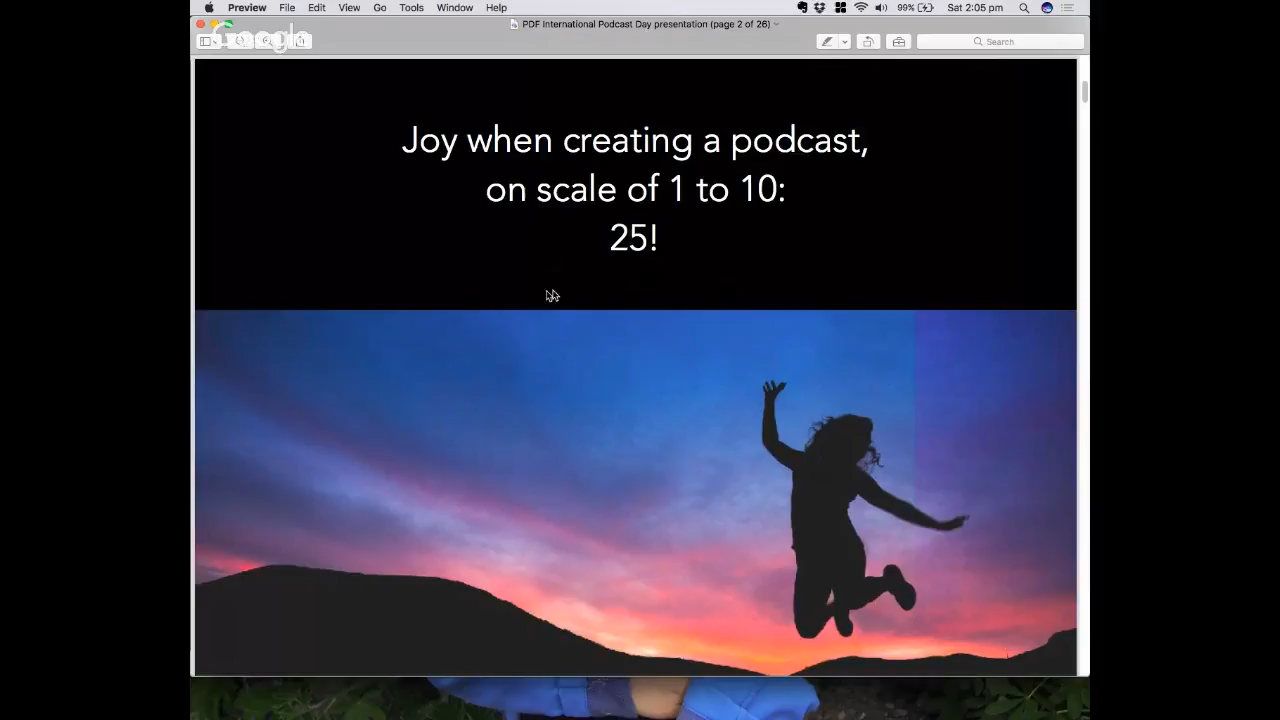 Preview File Edit View Go Tools Window Help 99% Sat 2:05 pm
PDF International Podcast Day presentation (page 2 of 26)
Google
Search
Joy when creating a podcast,
on scale of 1 to 10:
25!